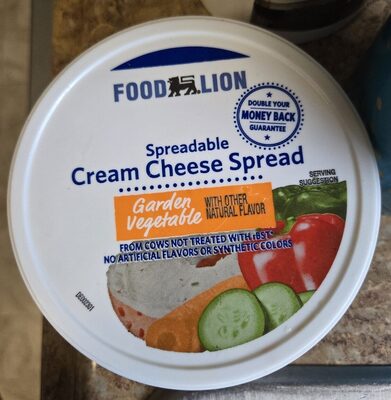 FOOD LION
DOUBLE YOUR
MONEY BACK
GUARANTEE
Spreadable
Cream Cheese Spread
SERVING
SUGGESTION
Garden
Vegetable
WITH OTHER
NATURAL FLAVOR
FROM COWS NOT TREATED WITH rBST*
NO ARTIFICIAL FLAVORS OR SYNTHETIC COLORS